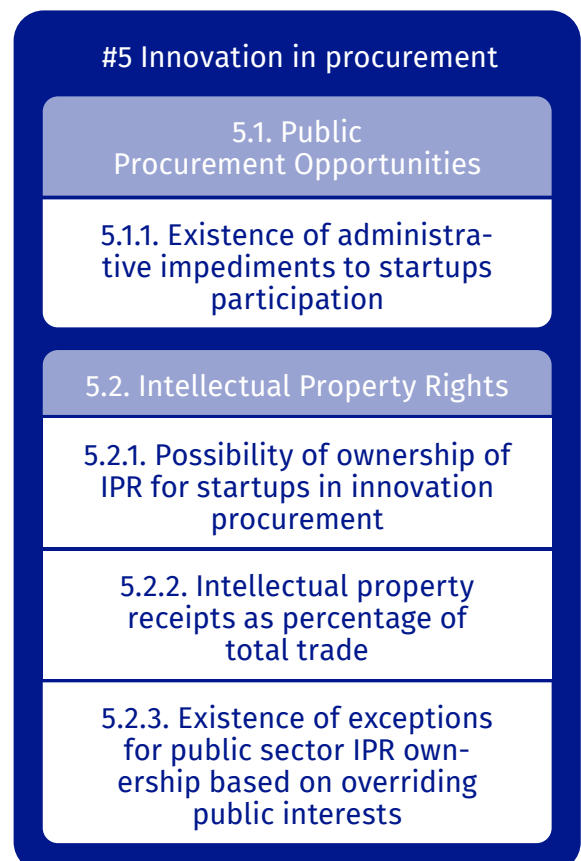 #5 Innovation in procurement
5.1. Public
Procurement Opportunities
5.1.1. Existence of administra-
tive impediments to startups
participation
5.2. Intellectual Property Rights
5.2.1. Possibility of ownership of
IPR for startups in innovation
procurement
5.2.2. Intellectual property
receipts as percentage of
total trade
5.2.3. Existence of exceptions
for public sector IPR own-
ership based on overriding
public interests